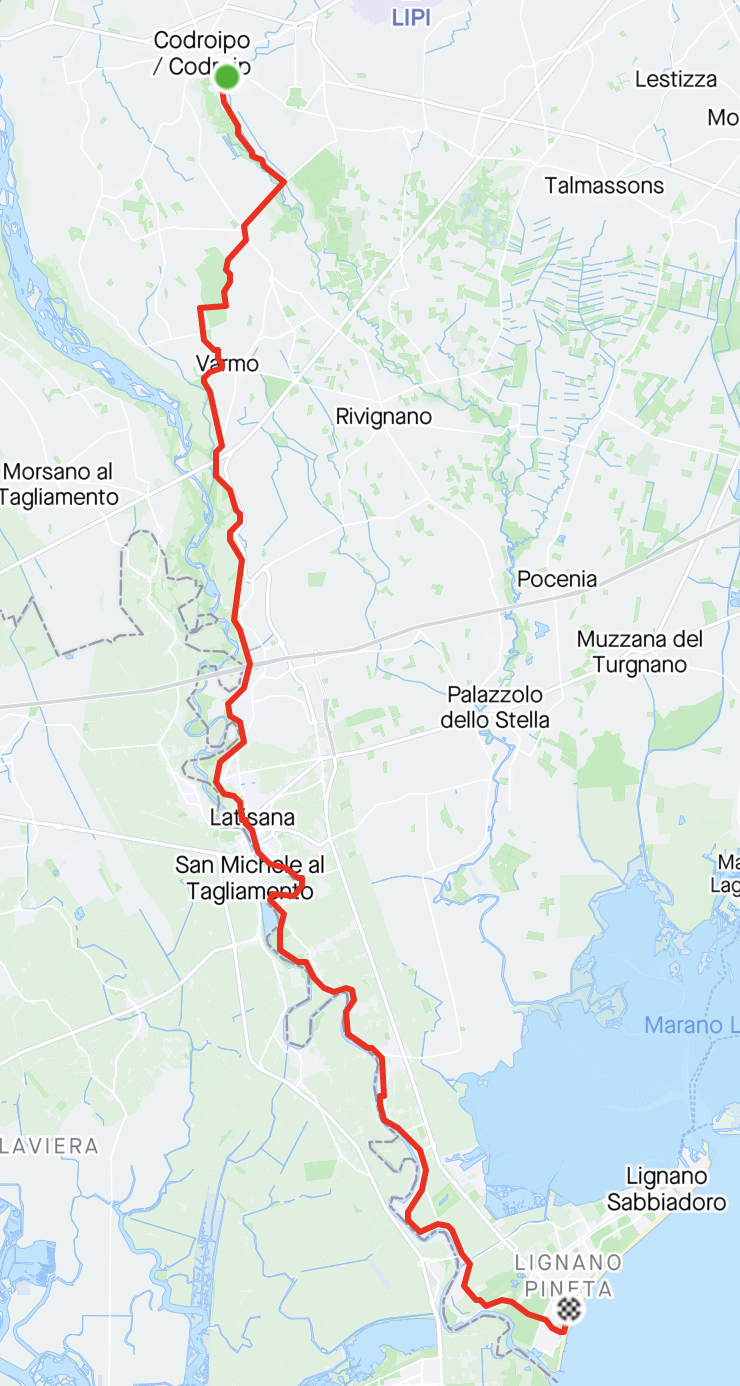 LIPI
Codroipo
/ Codroip
Lestizza
Mo
Talmassons
Varmo
Rivignano
Morsano al
Tagliamento
Pocenia
Muzzana del
Turgnano
Palazzolo
dello Stella
Latisana
San Michele al
Tagliamento
Ma
Lag
Marano L
LAVIERA
Lignano
Sabbiadoro
LIGNANO
PINETA